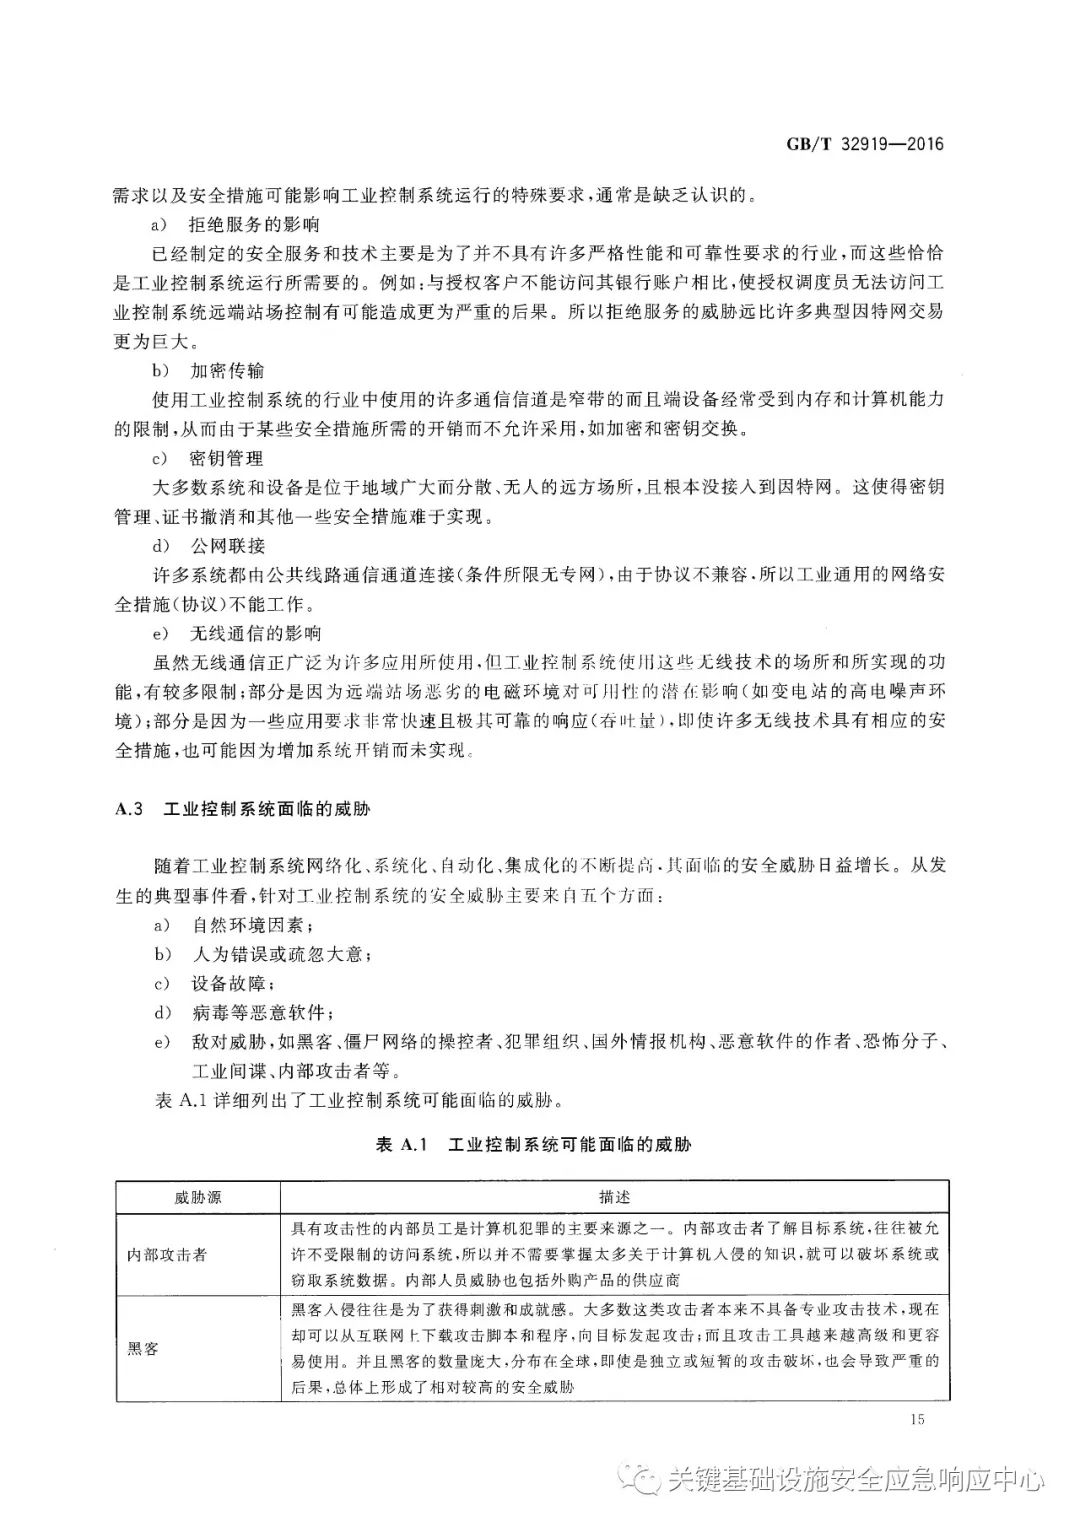 GB/T 32919—2016
需求以及安全措施可能影响工业控制系统运行的特殊要求,通常是缺乏认识的。
a) 拒绝服务的影响
已经制定的安全服务和技术主要是为了并不具有许多严格性能和可靠性要求的行业,而这些恰恰
是工业控制系统运行所需要的。例如:与授权客户不能访问其银行账户相比,使授权调度员无法访问工
业控制系统远端站场控制有可能造成更为严重的后果。所以拒绝服务的威胁远比许多典型因特网交易
更为巨大。
b) 加密传输
使用工业控制系统的行业中使用的许多通信信道是窄带的而且端设备经常受到内存和计算机能力
的限制,从而由于某些安全措施所需的开销而不允许采用,如加密和密钥交换。
c) 密钥管理
大多数系统和设备是位于地域广大而分散、无人的远方场所,且根本没接入到因特网。这使得密钥
管理、证书撤消和其他一些安全措施难于实现。
d) 公网联接
许多系统都由公共线路通信通道连接(条件所限无专网),由于协议不兼容,所以工业通用的网络安
全措施(协议)不能工作。
e) 无线通信的影响
虽然无线通信正广泛为许多应用所使用,但工业控制系统使用这些无线技术的场所和所实现的功
能,有较多限制;部分是因为远端站场恶劣的电磁环境对可用性的潜在影响(如变电站的高电噪声环
境);部分是因为一些应用要求非常快速且极其可靠的响应(吞吐量),即使许多无线技术具有相应的安
全措施,也可能因为增加系统开销而未实现。
A.3 工业控制系统面临的威胁
随着工业控制系统网络化、系统化、自动化、集成化的不断提高,其面临的安全威胁日益增长。从发
生的典型事件看,针对工业控制系统的安全威胁主要来自五个方面:
a) 自然环境因素;
b) 人为错误或疏忽大意;
c) 设备故障;
d) 病毒等恶意软件;
e) 敌对威胁,如黑客、僵尸网络的操控者、犯罪组织、国外情报机构、恶意软件的作者、恐怖分子、
工业间谍、内部攻击者等。
表 A.1 详细列出了工业控制系统可能面临的威胁。
表 A.1 工业控制系统可能面临的威胁
威胁源 描述
内部攻击者
具有攻击性的内部员工是计算机犯罪的主要来源之一。内部攻击者了解目标系统,往往被允
许不受限制的访问系统,所以并不需要掌握太多关于计算机入侵的知识,就可以破坏系统或
窃取系统数据。内部人员威胁也包括外购产品的供应商
黑客
黑客入侵往往是为了获得刺激和成就感。大多数这类攻击者本来不具备专业攻击技术,现在
却可以从互联网上下载攻击脚本和程序,向目标发起攻击;而且攻击工具越来越高级和更容
易使用。并且黑客的数量庞大,分布在全球,即使是独立或短暂的攻击破坏,也会导致严重的
后果,总体上形成了相对较高的安全威胁
15
关键基础设施安全应急响应中心